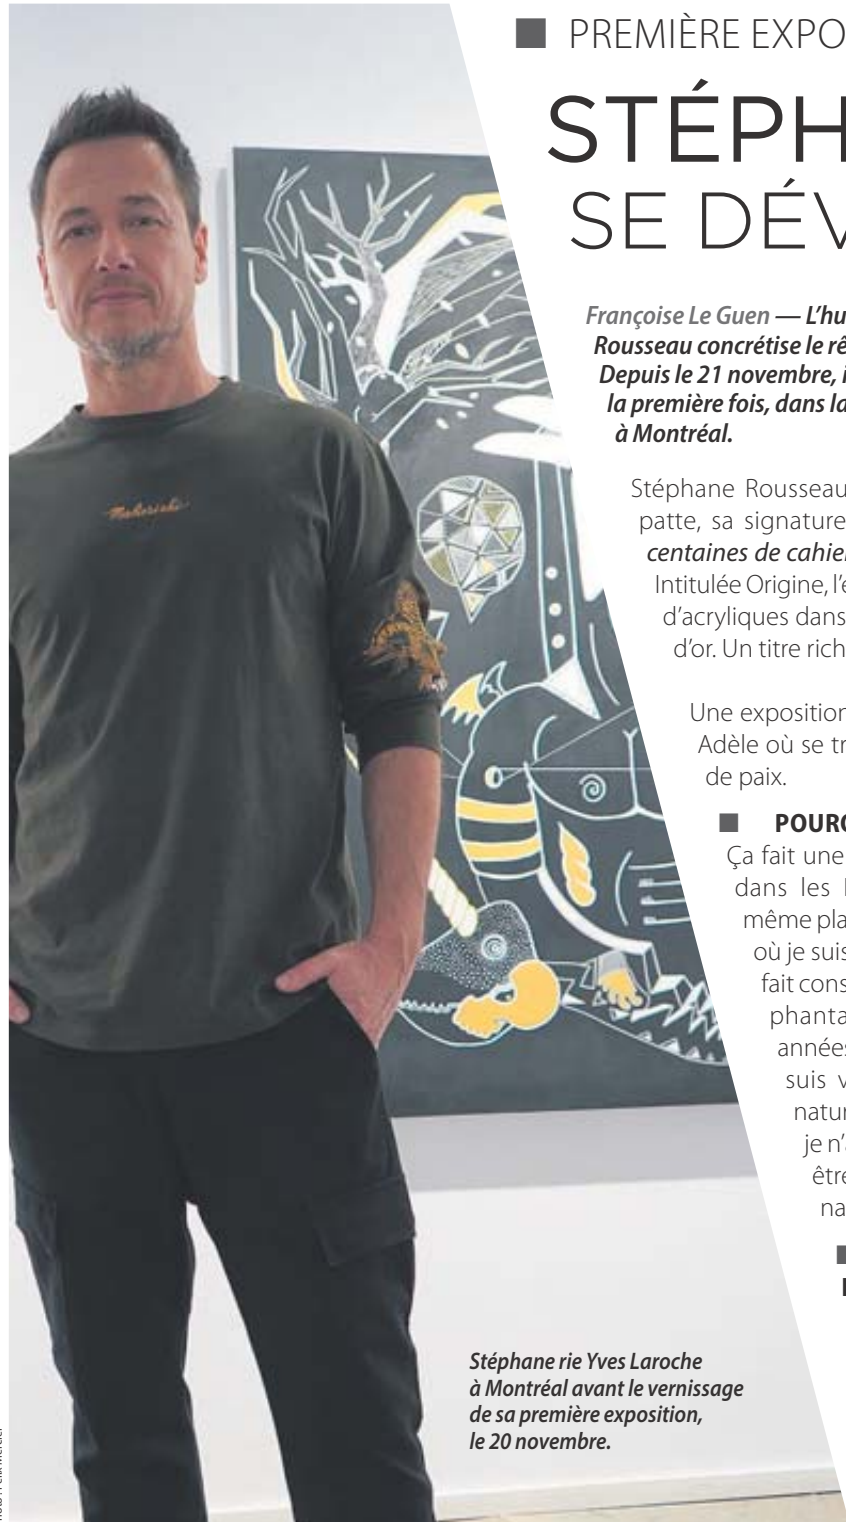 ■ PREMIÈRE EXPO
STÉPH
SE DÉV
Françoise Le Guen — L’hu
Rousseau concrétise le rê
Depuis le 21 novembre, i
la première fois, dans la
à Montréal.
Stéphane Rousseau
patte, sa signature
centaines de cahier
Intitulée Origine, l’e
d’acryliques dans
d’or. Un titre rich
Une exposition
Adèle où se tr
de paix.
■ POURQ
Ça fait une
dans les
même pla
où je suis
fait cons
phanta
années
suis v
natur
je n’a
être
na
Stéphane rie Yves Laroche
à Montréal avant le vernissage
de sa première exposition,
le 20 novembre.